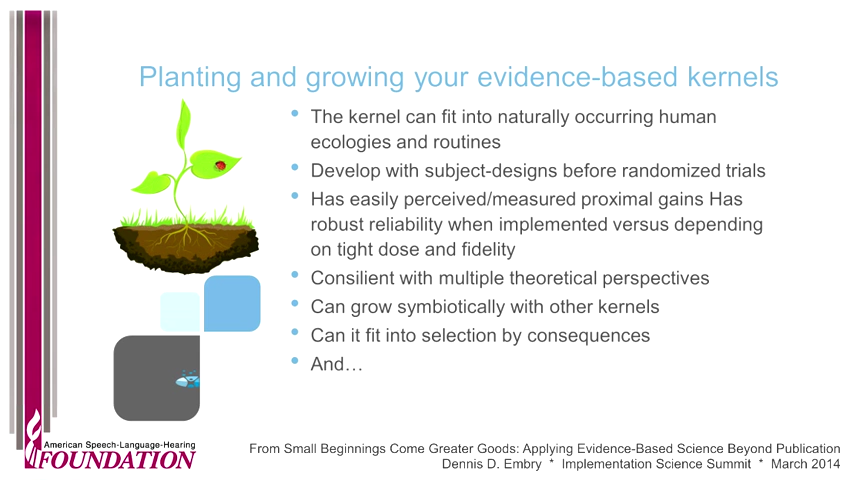 Planting and growing your evidence-based kernels
• The kernel can fit into naturally occurring human
ecologies and routines
• Develop with subject-designs before randomized trials
• Has easily perceived/measured proximal gains Has
robust reliability when implemented versus depending
on tight dose and fidelity
• Consilient with multiple theoretical perspectives
• Can grow symbiotically with other kernels
• Can it fit into selection by consequences
• And…
American Speech-Language-Hearing
FOUNDATION
From Small Beginnings Come Greater Goods: Applying Evidence-Based Science Beyond Publication
Dennis D. Embry * Implementation Science Summit * March 2014